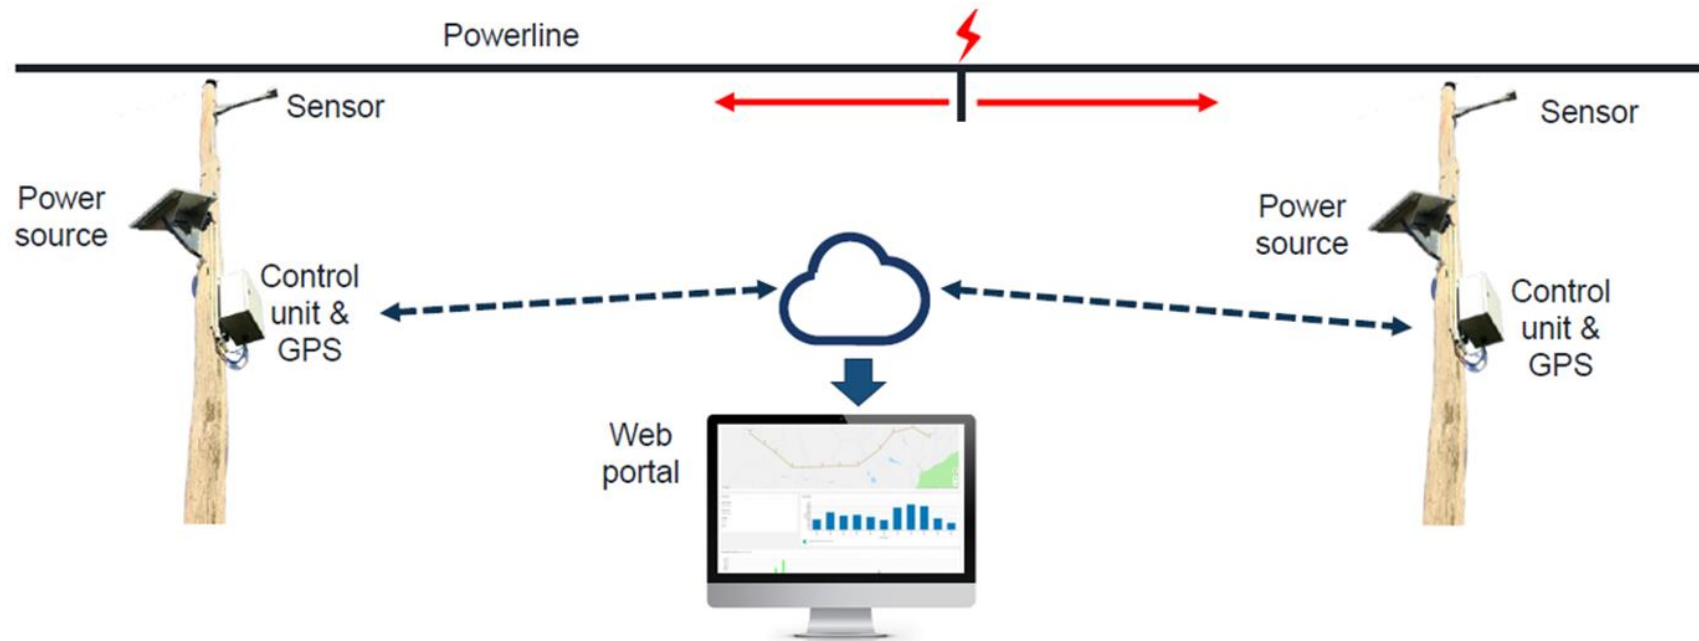 Powerline
Sensor
Sensor
Power
source
Power
source
Control
unit &
GPS
Control
unit &
GPS
Web
portal